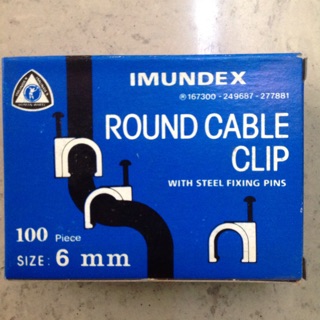 IMUNDEX
® 167300 - 249687 - 277881
ROUND CABLE
CLIP
WITH STEEL FIXING PINS
100 Piece
SIZE: 6 mm